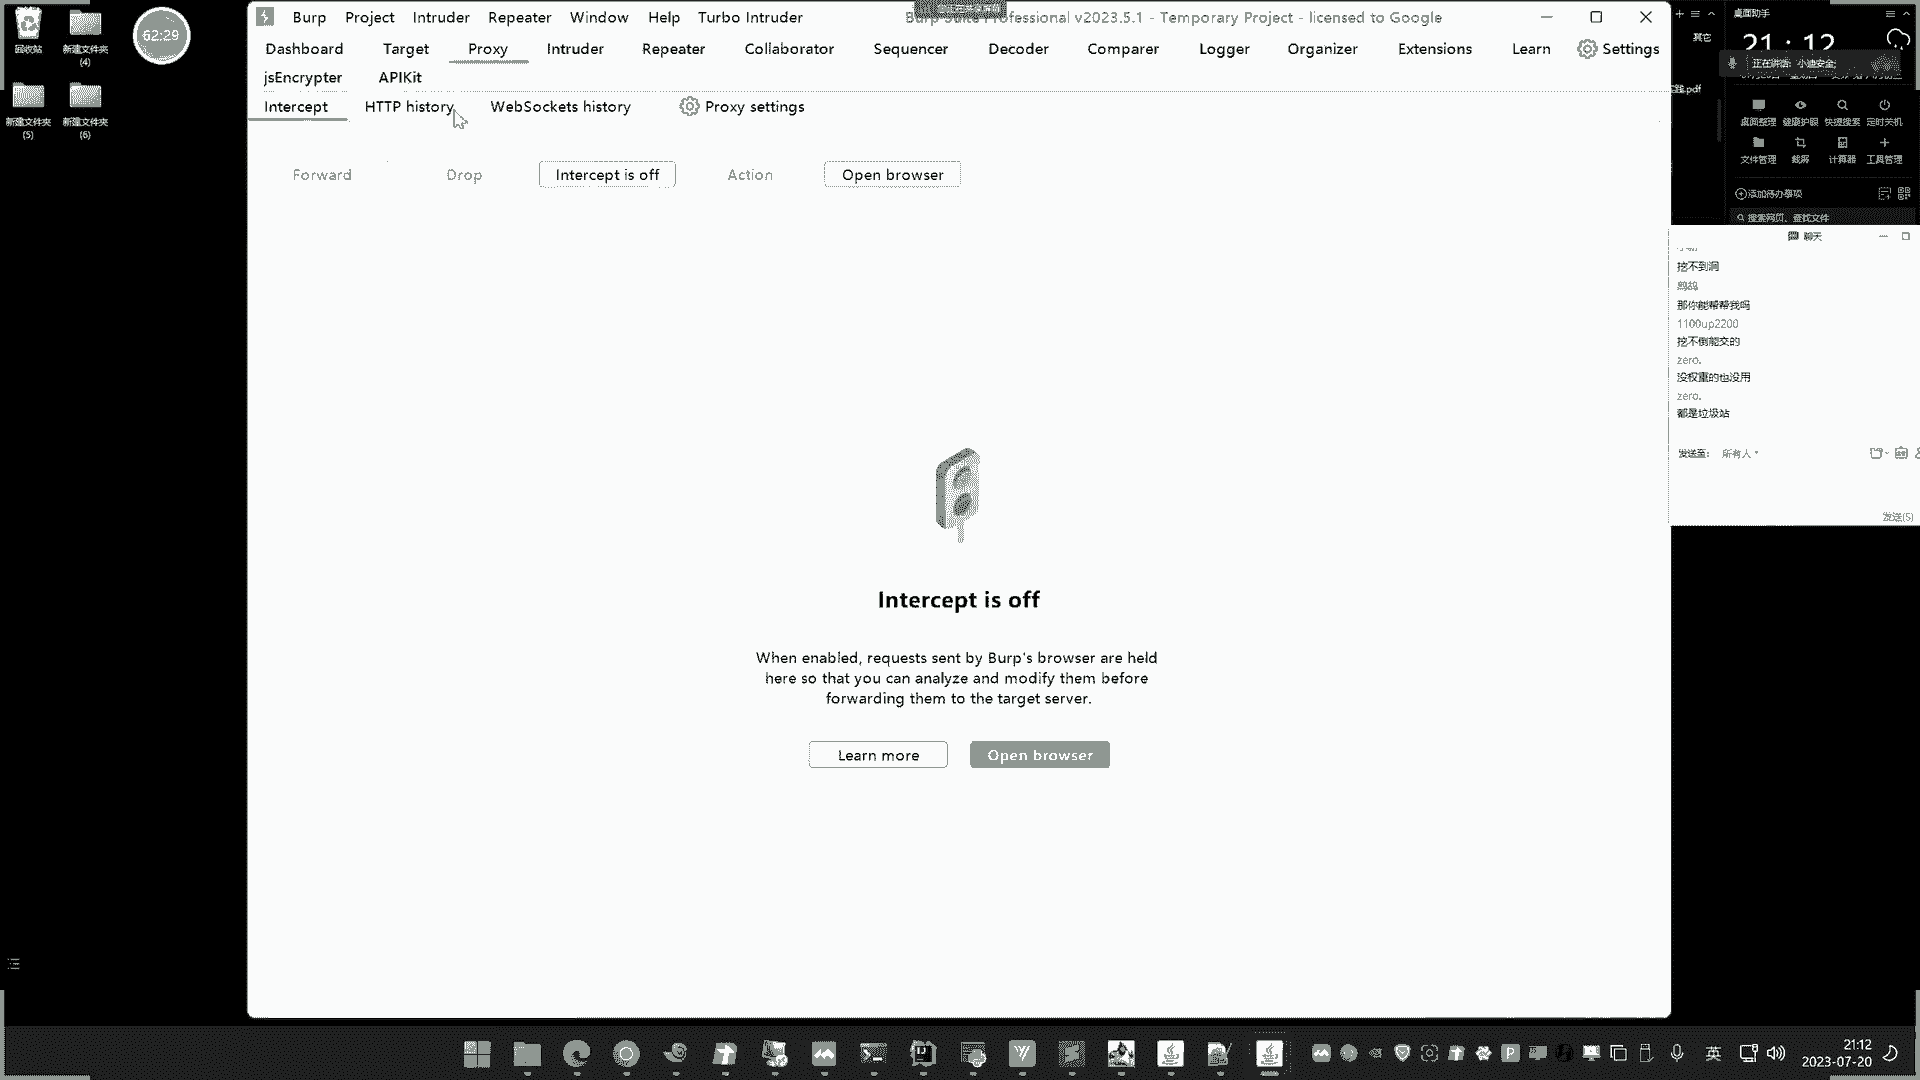 Burp Project Intruder Repeater Window Help Turbo Intruder
Burp Suite Professional v2023.5.1 - Temporary Project - licensed to Google
Dashboard Target Proxy Intruder Repeater Collaborator Sequencer Decoder Comparer Logger Organizer Extensions Learn Settings
jsEncrypter APIKit
Intercept HTTP history WebSockets history Proxy settings
Forward Drop Intercept is off Action Open browser
Intercept is off
When enabled, requests sent by Burp's browser are held
here so that you can analyze and modify them before
forwarding them to the target server.
Learn more Open browser
回收站
新建文件夹
(4)
62:29
新建文件夹
(5)
新建文件夹
(6)
桌面助手
其它
21:12
正在讲话: 小迪安全;
.pdf
桌面整理 健康护眼 快捷搜索 定时关机
文件管理 截屏 计算器 工具管理
添加待办事项
搜索网页、查找文件
聊天
挖不到洞
鹧鸪
那你能帮帮我吗
1100up2200
挖不倒能交的
zero.
没权重的也没用
zero.
都是垃圾站
发送至: 所有人
发送(S)
英
21:12
2023-07-20